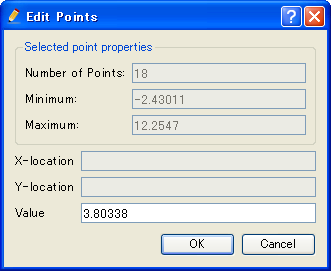 Edit Points
Selected point properties
Number of Points: 18
Minimum: -2.43011
Maximum: 12.2547
X-location
Y-location
Value 3.80338
OK Cancel